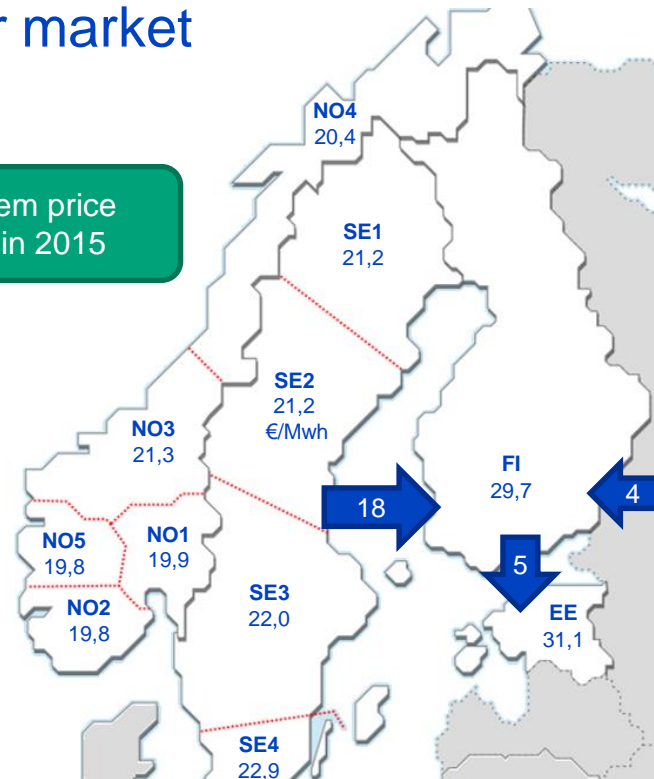 r market
em price
in 2015
NO4
20,4
SE1
21,2
SE2
21,2
€/Mwh
NO3
21,3
FI
29,7
4
18
NO5
19,8
NO1
19,9
5
SE3
22,0
NO2
19,8
EE
31,1
SE4
22,9